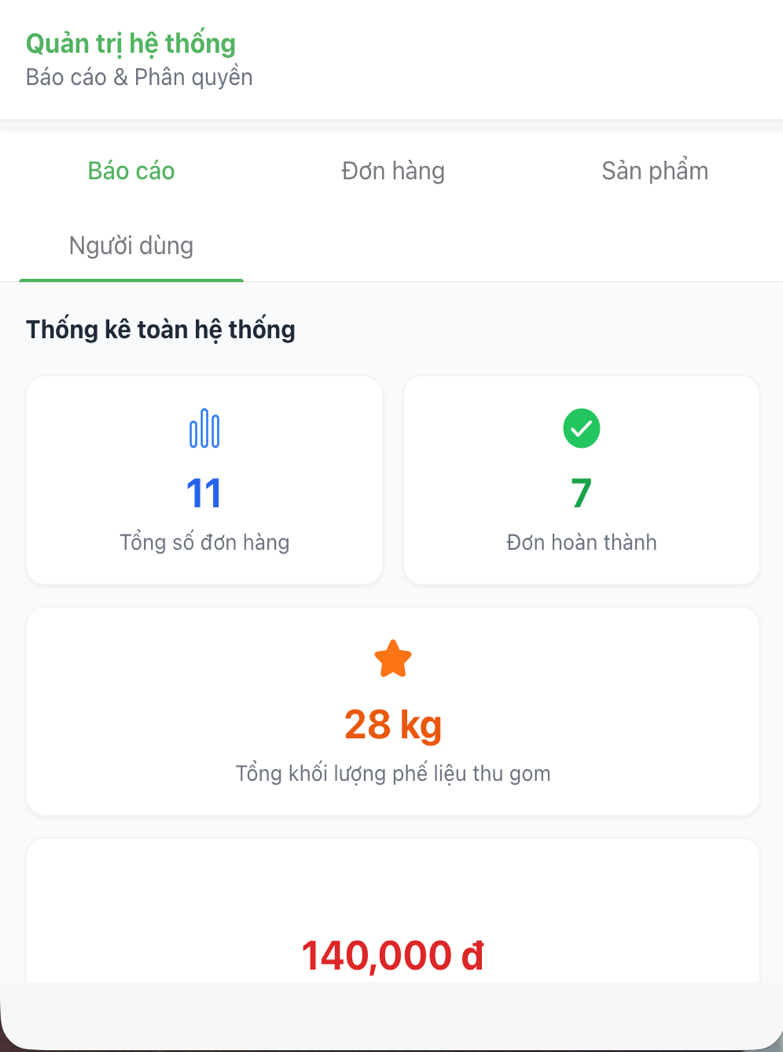 Quản trị hệ thống
Báo cáo & Phân quyền
Báo cáo
Đơn hàng
Sản phẩm
Người dùng
Thống kê toàn hệ thống
11
Tổng số đơn hàng
7
Đơn hoàn thành
28 kg
Tổng khối lượng phế liệu thu gom
140,000 đ